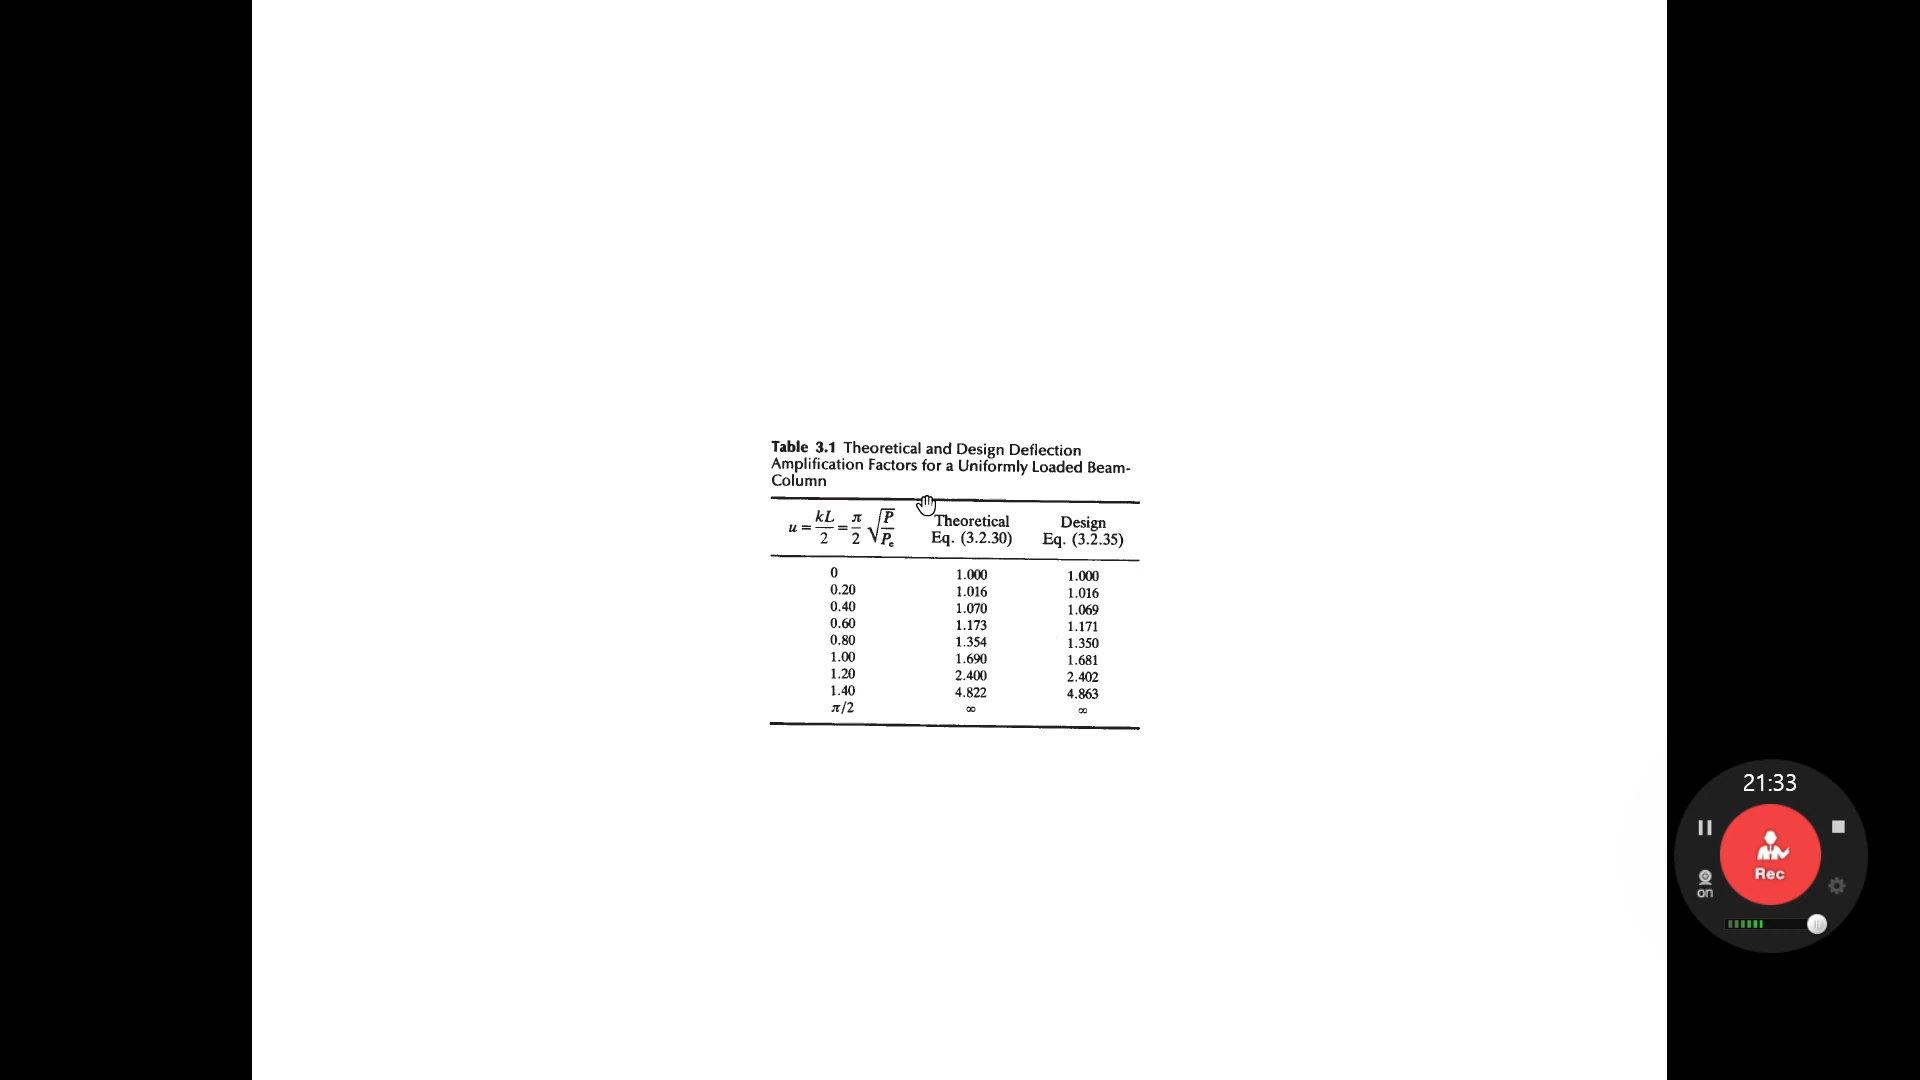 Table 3.1 Theoretical and Design Deflection
Amplification Factors for a Uniformly Loaded Beam-
Column
u = kL/2 = π/2 √P/Pe Theoretical Eq. (3.2.30) Design Eq. (3.2.35)
0 1.000 1.000
0.20 1.016 1.016
0.40 1.070 1.069
0.60 1.173 1.171
0.80 1.354 1.350
1.00 1.690 1.681
1.20 2.400 2.402
1.40 4.822 4.863
π/2 ∞ ∞
21:33
Rec
on